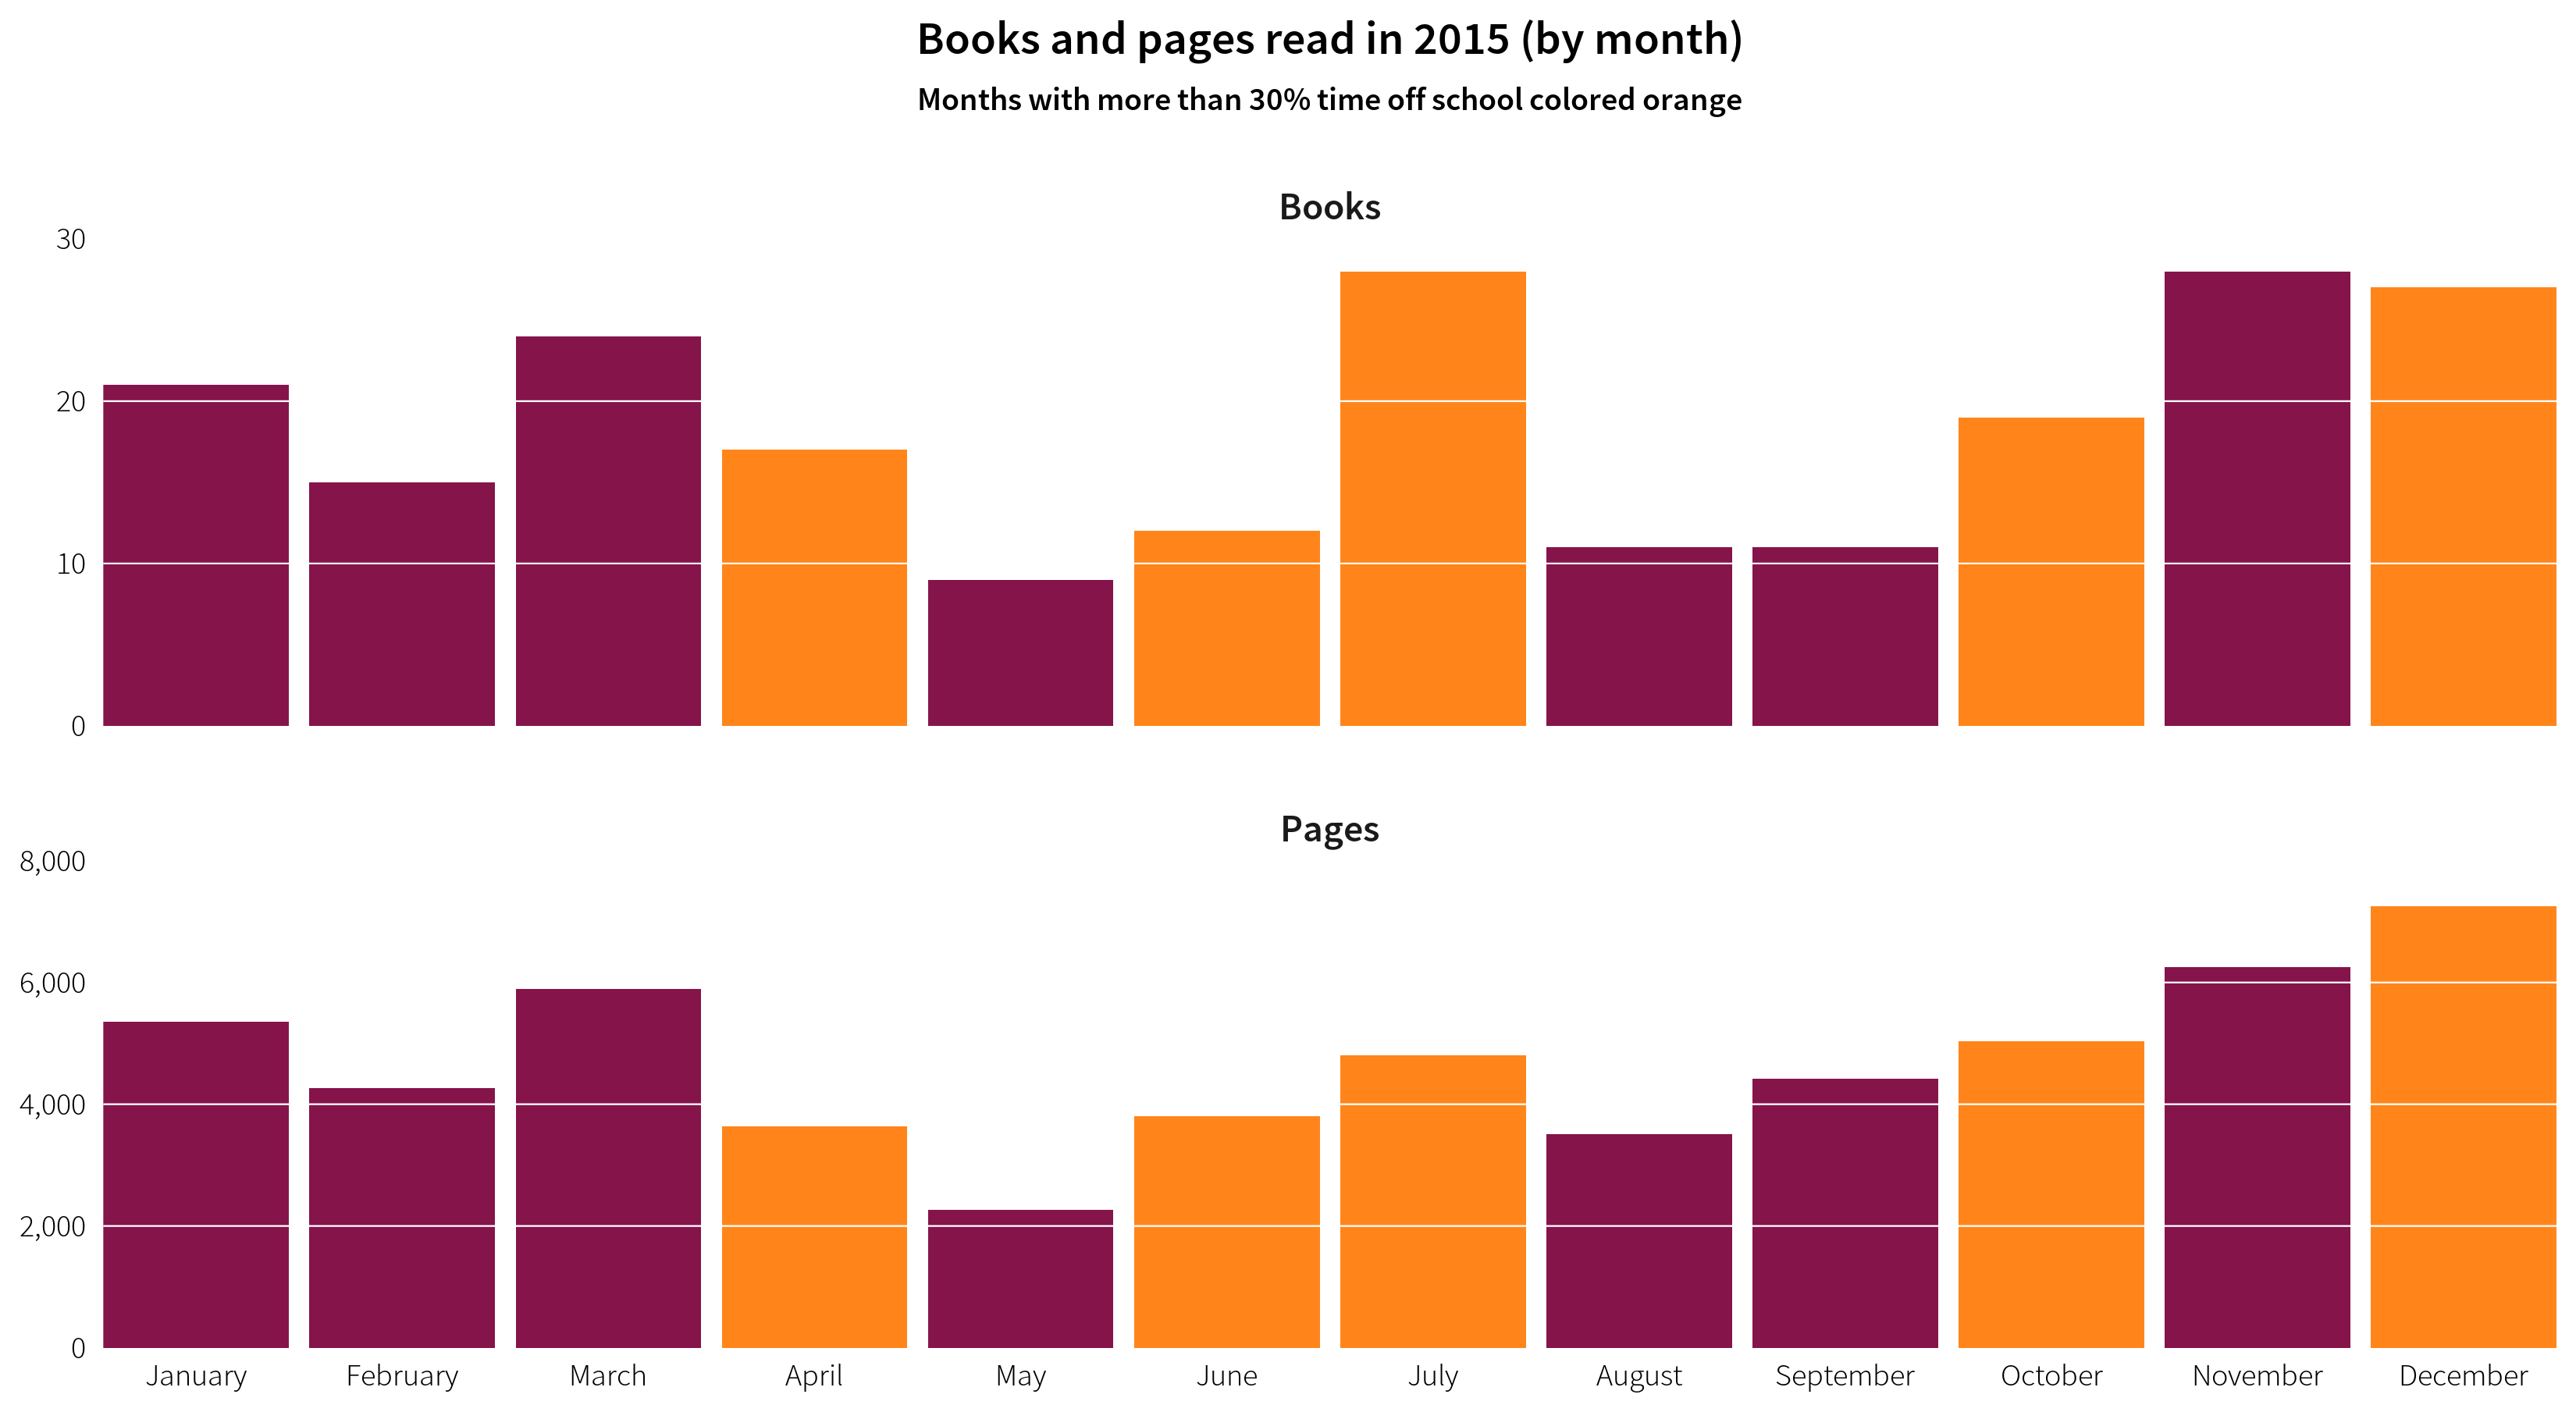 Books and pages read in 2015 (by month)
Months with more than 30% time off school colored orange
Books
30
20
10
0
Pages
8,000
6,000
4,000
2,000
0
January February March April May June July August September October November December